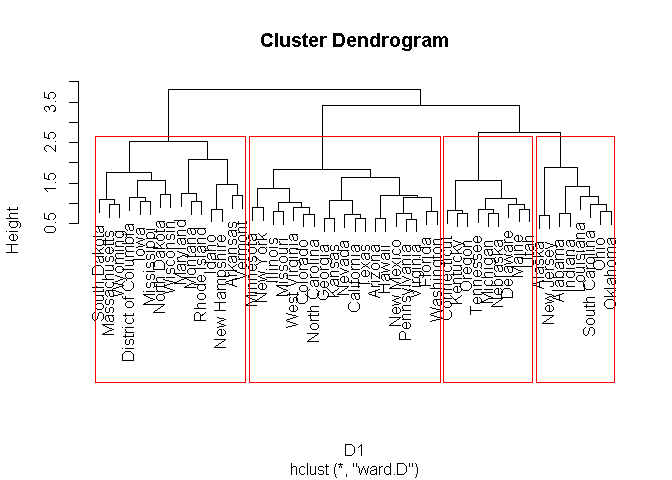 Cluster Dendrogram
Height
0.5 1.5 2.5 3.5
South Dakota
Massachusetts
Wyoming
District of Columbia
Iowa
Mississippi
North Dakota
Wisconsin
Maryland
Montana
Rhode Island
Idaho
New Hampshire
Arkansas
Vermont
Minnesota
New York
Illinois
Missouri
West Virginia
Colorado
North Carolina
Georgia
Kansas
Nevada
California
Texas
Arizona
Hawaii
New Mexico
Pennsylvania
Virginia
Florida
Washington
Connecticut
Kentucky
Oregon
Tennessee
Michigan
Nebraska
Delaware
Maine
Utah
Alaska
New Jersey
Alabama
Indiana
Louisiana
South Carolina
Ohio
Oklahoma
D1
hclust (*, "ward.D")